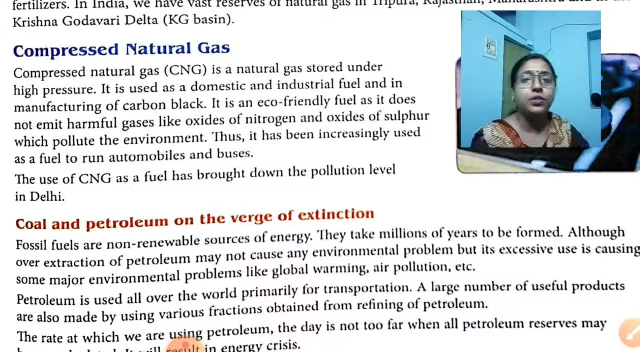 fertilizers. In India, we have vast reserves of natural gas in Tripura, Rajasthan, Maharashtra and in the
Krishna Godavari Delta (KG basin).
Compressed Natural Gas
Compressed natural gas (CNG) is a natural gas stored under
high pressure. It is used as a domestic and industrial fuel and in
manufacturing of carbon black. It is an eco-friendly fuel as it does
not emit harmful gases like oxides of nitrogen and oxides of sulphur
which pollute the environment. Thus, it has been increasingly used
as a fuel to run automobiles and buses.
The use of CNG as a fuel has brought down the pollution level
in Delhi.
Coal and petroleum on the verge of extinction
Fossil fuels are non-renewable sources of energy. They take millions of years to be formed. Although
over extraction of petroleum may not cause any environmental problem but its excessive use is causing
some major environmental problems like global warming, air pollution, etc.
Petroleum is used all over the world primarily for transportation. A large number of useful products
are also made by using various fractions obtained from refining of petroleum.
The rate at which we are using petroleum, the day is not too far when all petroleum reserves may
It will result in energy crisis.